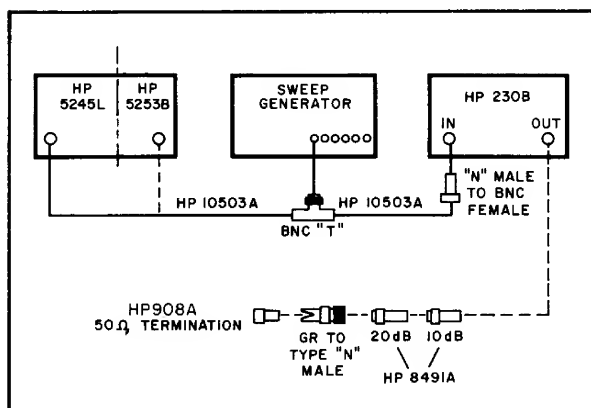 HP 5245L
HP 5253B
SWEEP GENERATOR
HP 230B
IN
OUT
"N" MALE TO BNC FEMALE
HP 10503A
HP 10503A
BNC "T"
HP908A
50Ω, TERMINATION
GR TO TYPE "N" MALE
20dB
10dB
HP 8491A